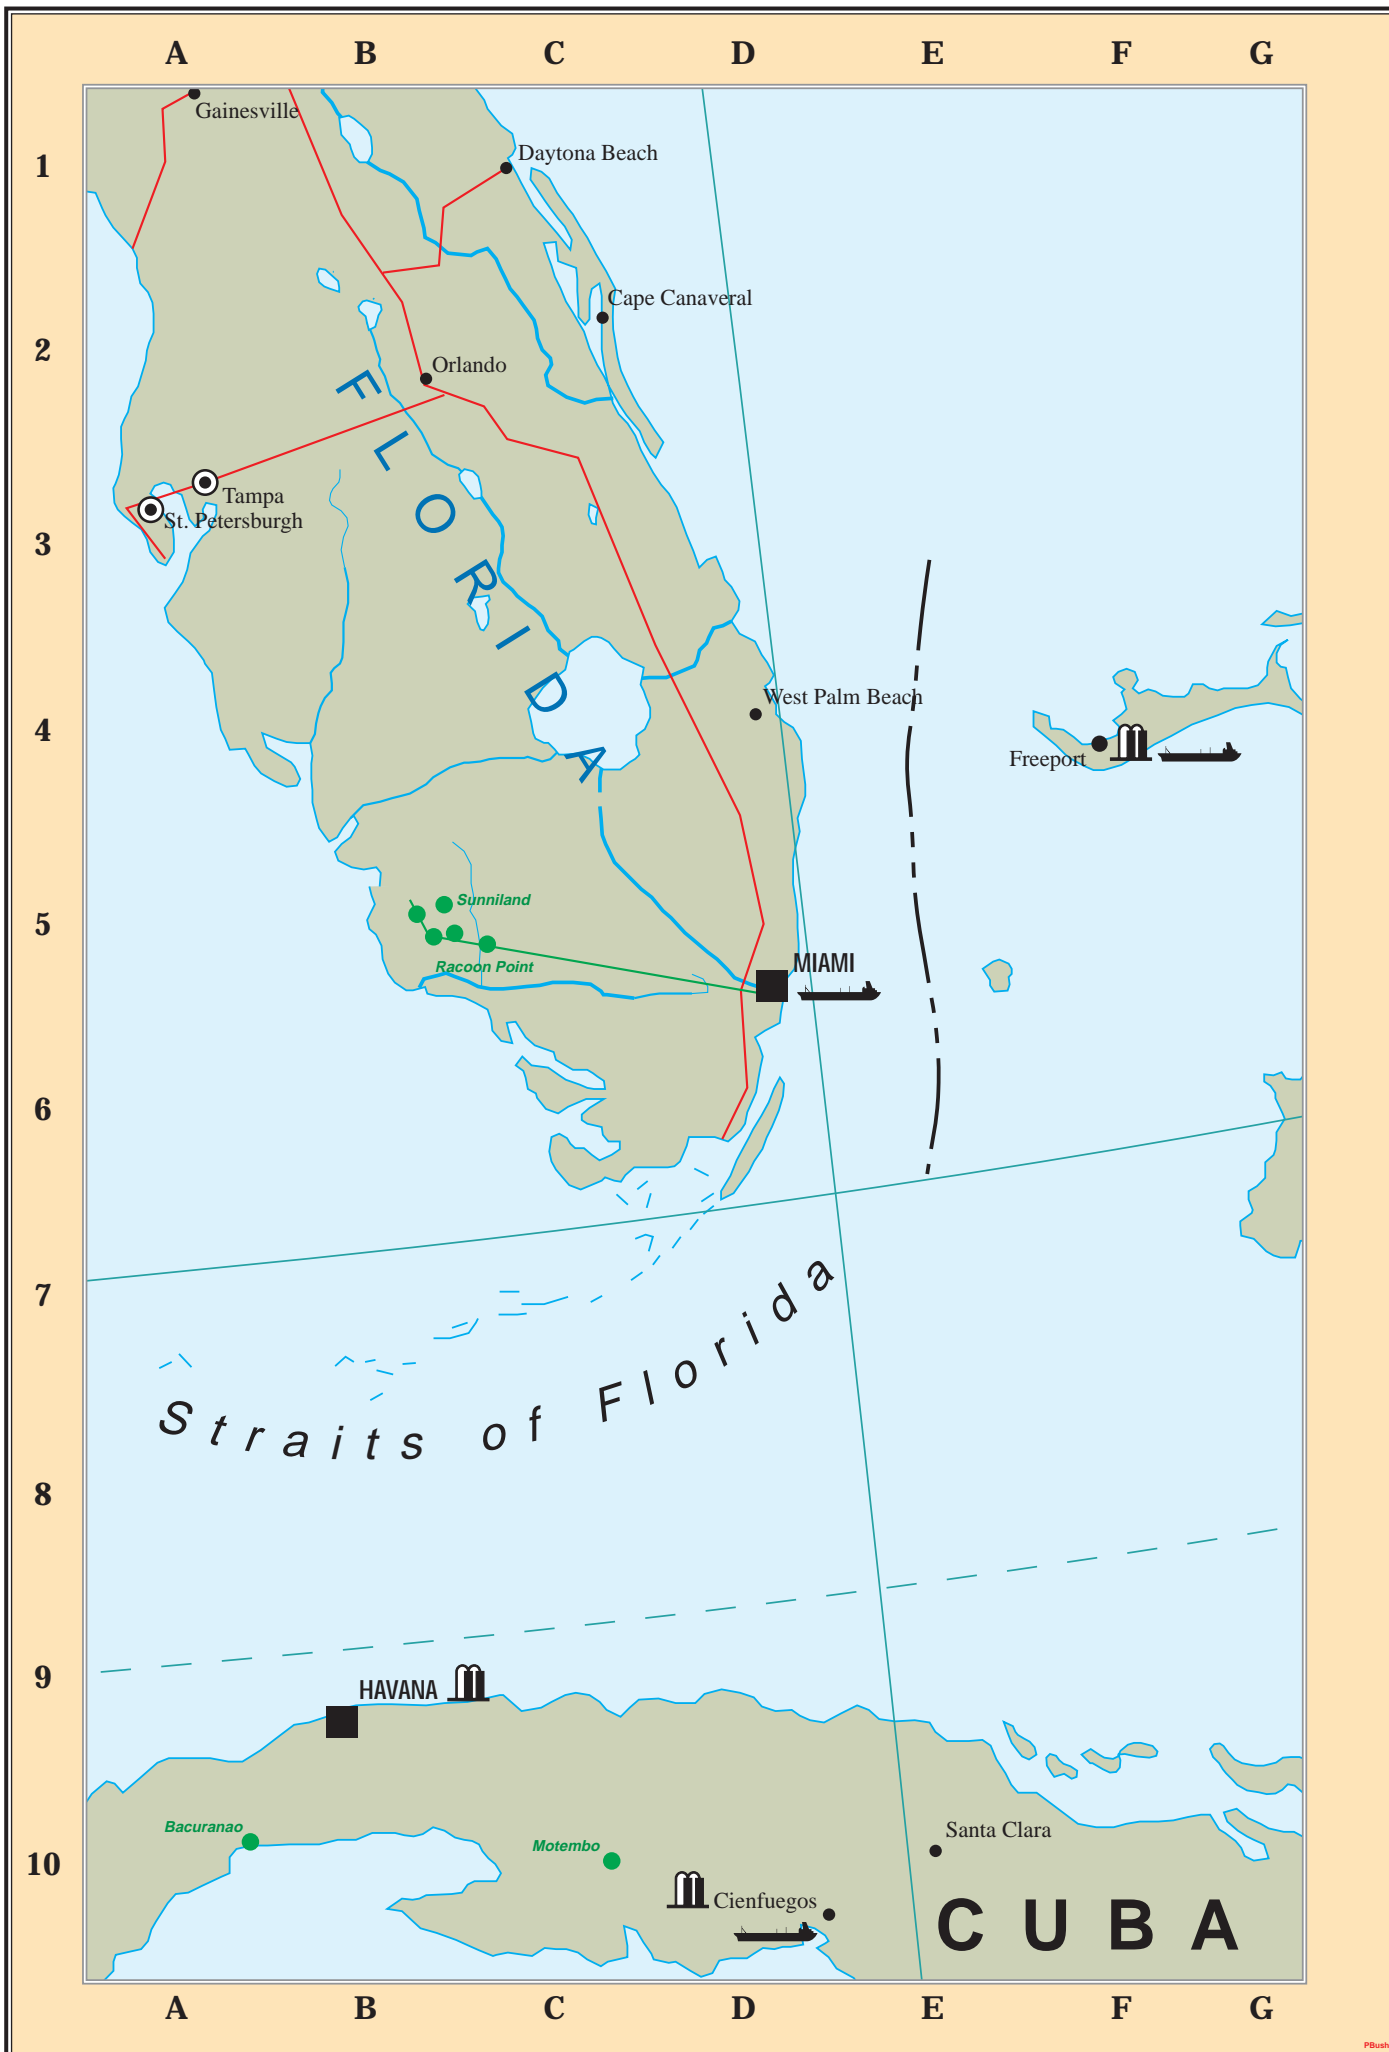 A B C D E F G
Gainesville
1
Daytona Beach
Cape Canaveral
2
Orlando
FLORIDA
Tampa
St. Petersburgh
3
West Palm Beach
4
Freeport
Sunniland
5
Racoon Point
MIAMI
6
7
Straits of Florida
8
9
HAVANA
Bacuranao
Motembo
Santa Clara
10
Cienfuegos
CUBA
A B C D E F G
PBush